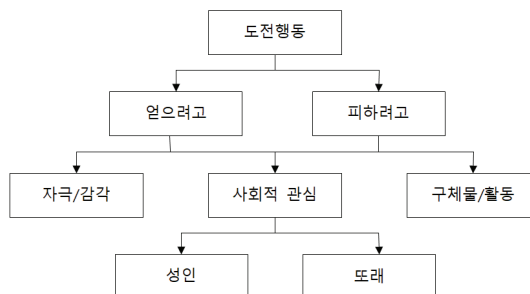 도전행동
얻으려고
피하려고
자극/감각
사회적 관심
구체물/활동
성인
또래